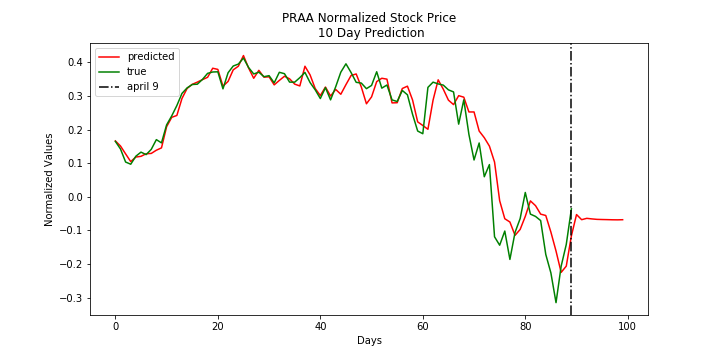 PRAA Normalized Stock Price
10 Day Prediction
predicted
true
april 9
Normalized Values
0.4
0.3
0.2
0.1
0.0
−0.1
−0.2
−0.3
0 20 40 60 80 100
Days